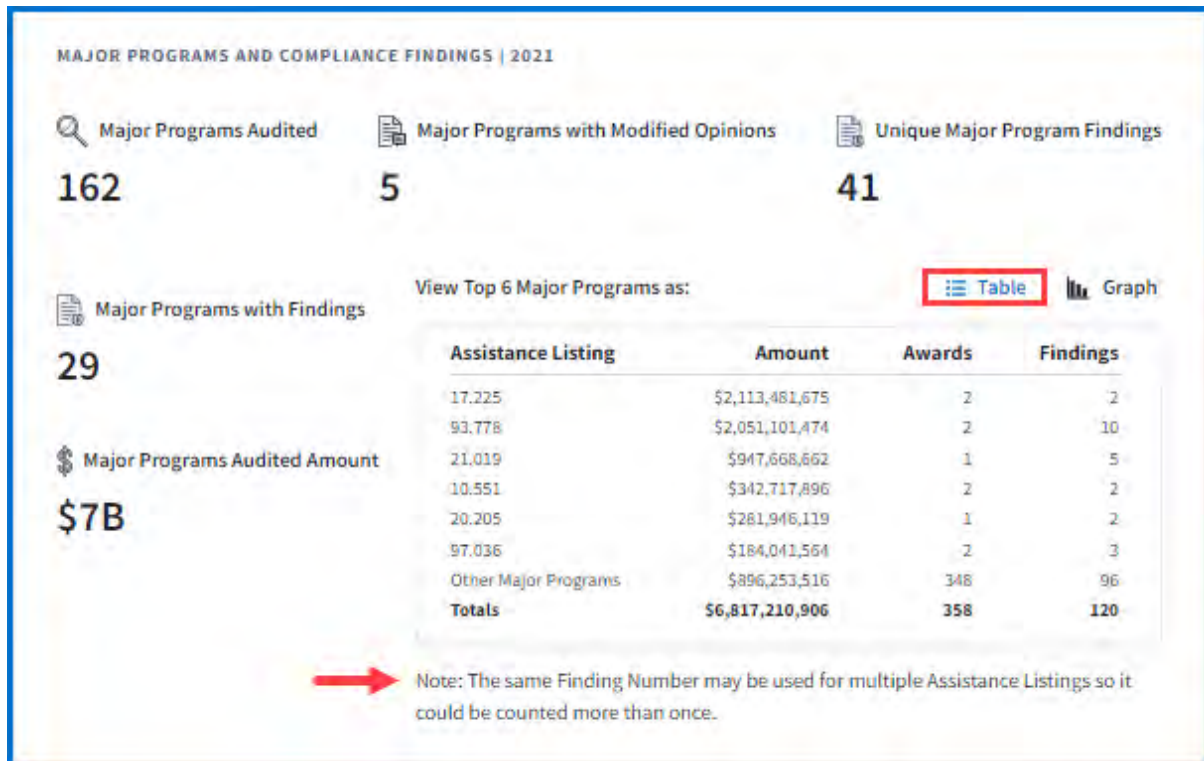 MAJOR PROGRAMS AND COMPLIANCE FINDINGS | 2021
Major Programs Audited
162
Major Programs with Modified Opinions
5
Unique Major Program Findings
41
Major Programs with Findings
29
Major Programs Audited Amount
$7B
View Top 6 Major Programs as:
Table Graph
Assistance Listing Amount Awards Findings
17.225 $2,113,481,675 2 2
93.778 $2,051,101,474 2 10
21.019 $947,668,662 1 5
10.551 $342,717,896 2 2
20.205 $281,946,119 1 2
97.036 $184,041,564 2 3
Other Major Programs $896,253,516 348 96
Totals $6,817,210,906 358 120
Note: The same Finding Number may be used for multiple Assistance Listings so it
could be counted more than once.